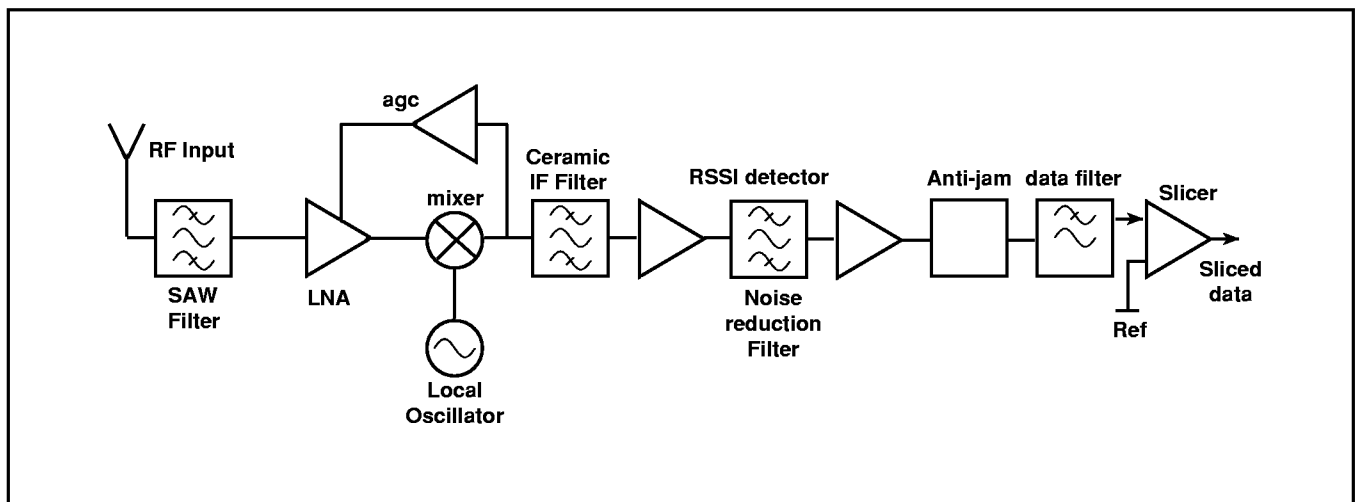 agc
RF Input
Ceramic
IF Filter
RSSI detector
Anti-jam
data filter
mixer
Slicer
SAW
Filter
LNA
Noise
reduction
Filter
Sliced
data
Ref
Local
Oscillator